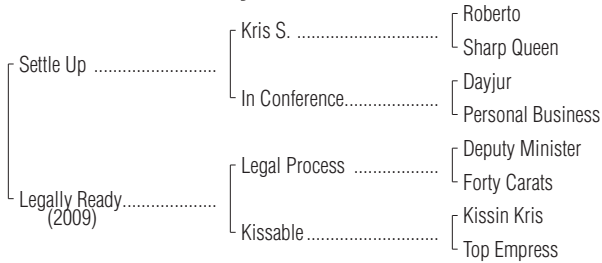 Roberto
Kris S. ..............................
Sharp Queen
Settle Up ..........................
Dayjur
In Conference....................
Personal Business
Deputy Minister
Legal Process ..................
Forty Carats
Legally Ready....................
(2009)
Kissin Kris
Kissable............................
Top Empress